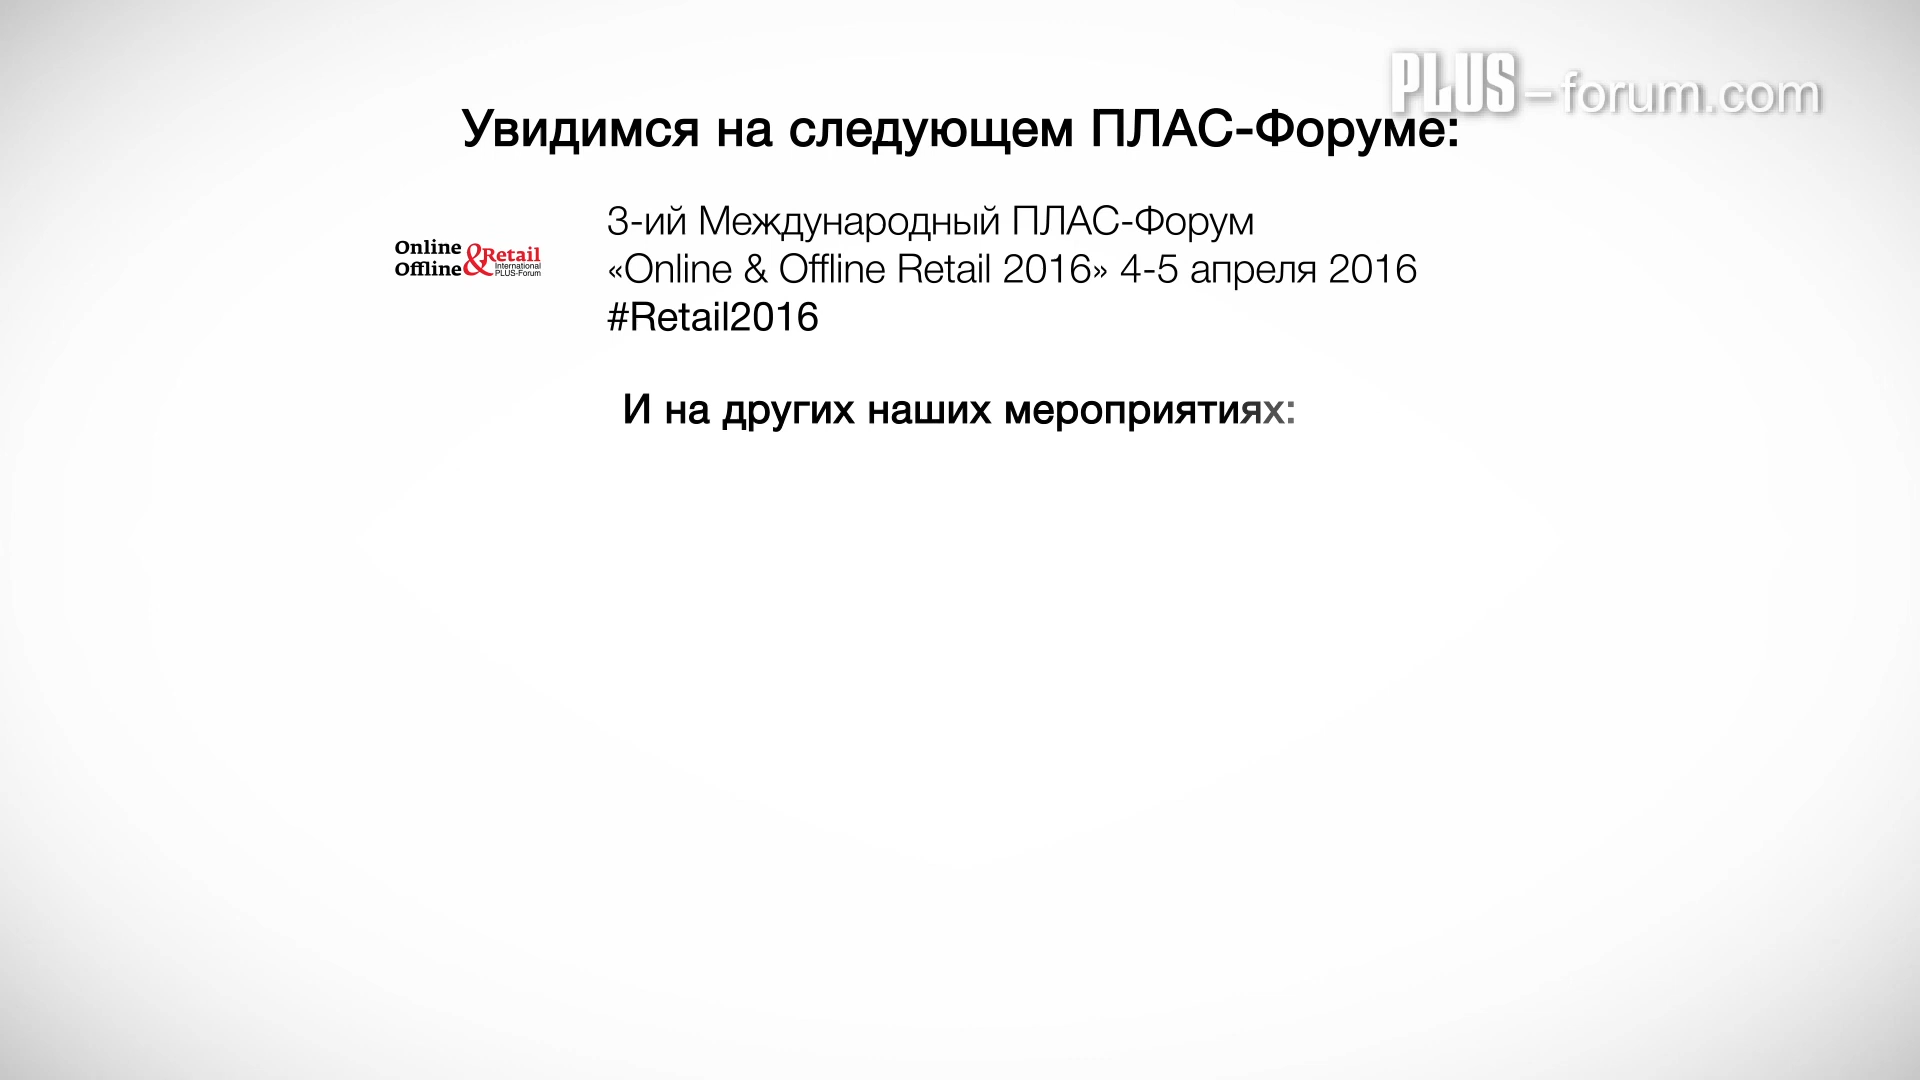 PLUS-forum.com
Увидимся на следующем ПЛАС-Форуме:
Online
Offline
&Retail
International
PLUS-Forum
3-ий Международный ПЛАС-Форум
«Online & Offline Retail 2016» 4-5 апреля 2016
#Retail2016
И на других наших мероприятиях: